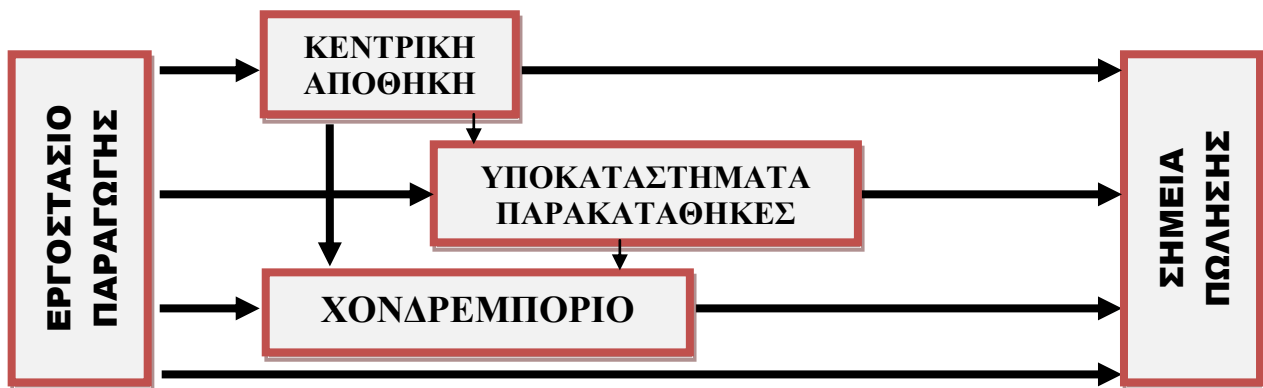 ΕΡΓΟΣΤΑΣΙΟ
ΠΑΡΑΓΩΓΗΣ
ΚΕΝΤΡΙΚΗ
ΑΠΟΘΗΚΗ
ΥΠΟΚΑΤΑΣΤΗΜΑΤΑ
ΠΑΡΑΚΑΤΑΘΗΚΕΣ
ΧΟΝΔΡΕΜΠΟΡΙΟ
ΣΗΜΕΙΑ
ΠΩΛΗΣΗΣ